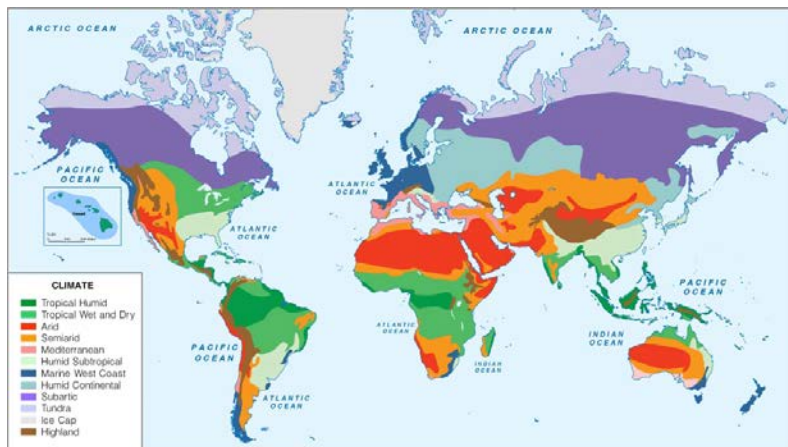 ARCTIC OCEAN
ARCTIC OCEAN
PACIFIC
OCEAN
ATLANTIC
OCEAN
ATLANTIC
OCEAN
PACIFIC
OCEAN
ATLANTIC
OCEAN
INDIAN
OCEAN
INDIAN
OCEAN
PACIFIC
OCEAN
ATLANTIC
OCEAN
CLIMATE
Tropical Humid
Tropical Wet and Dry
Arid
Semiarid
Mediterranean
Humid Subtropical
Marine West Coast
Humid Continental
Subartic
Tundra
Ice Cap
Highland